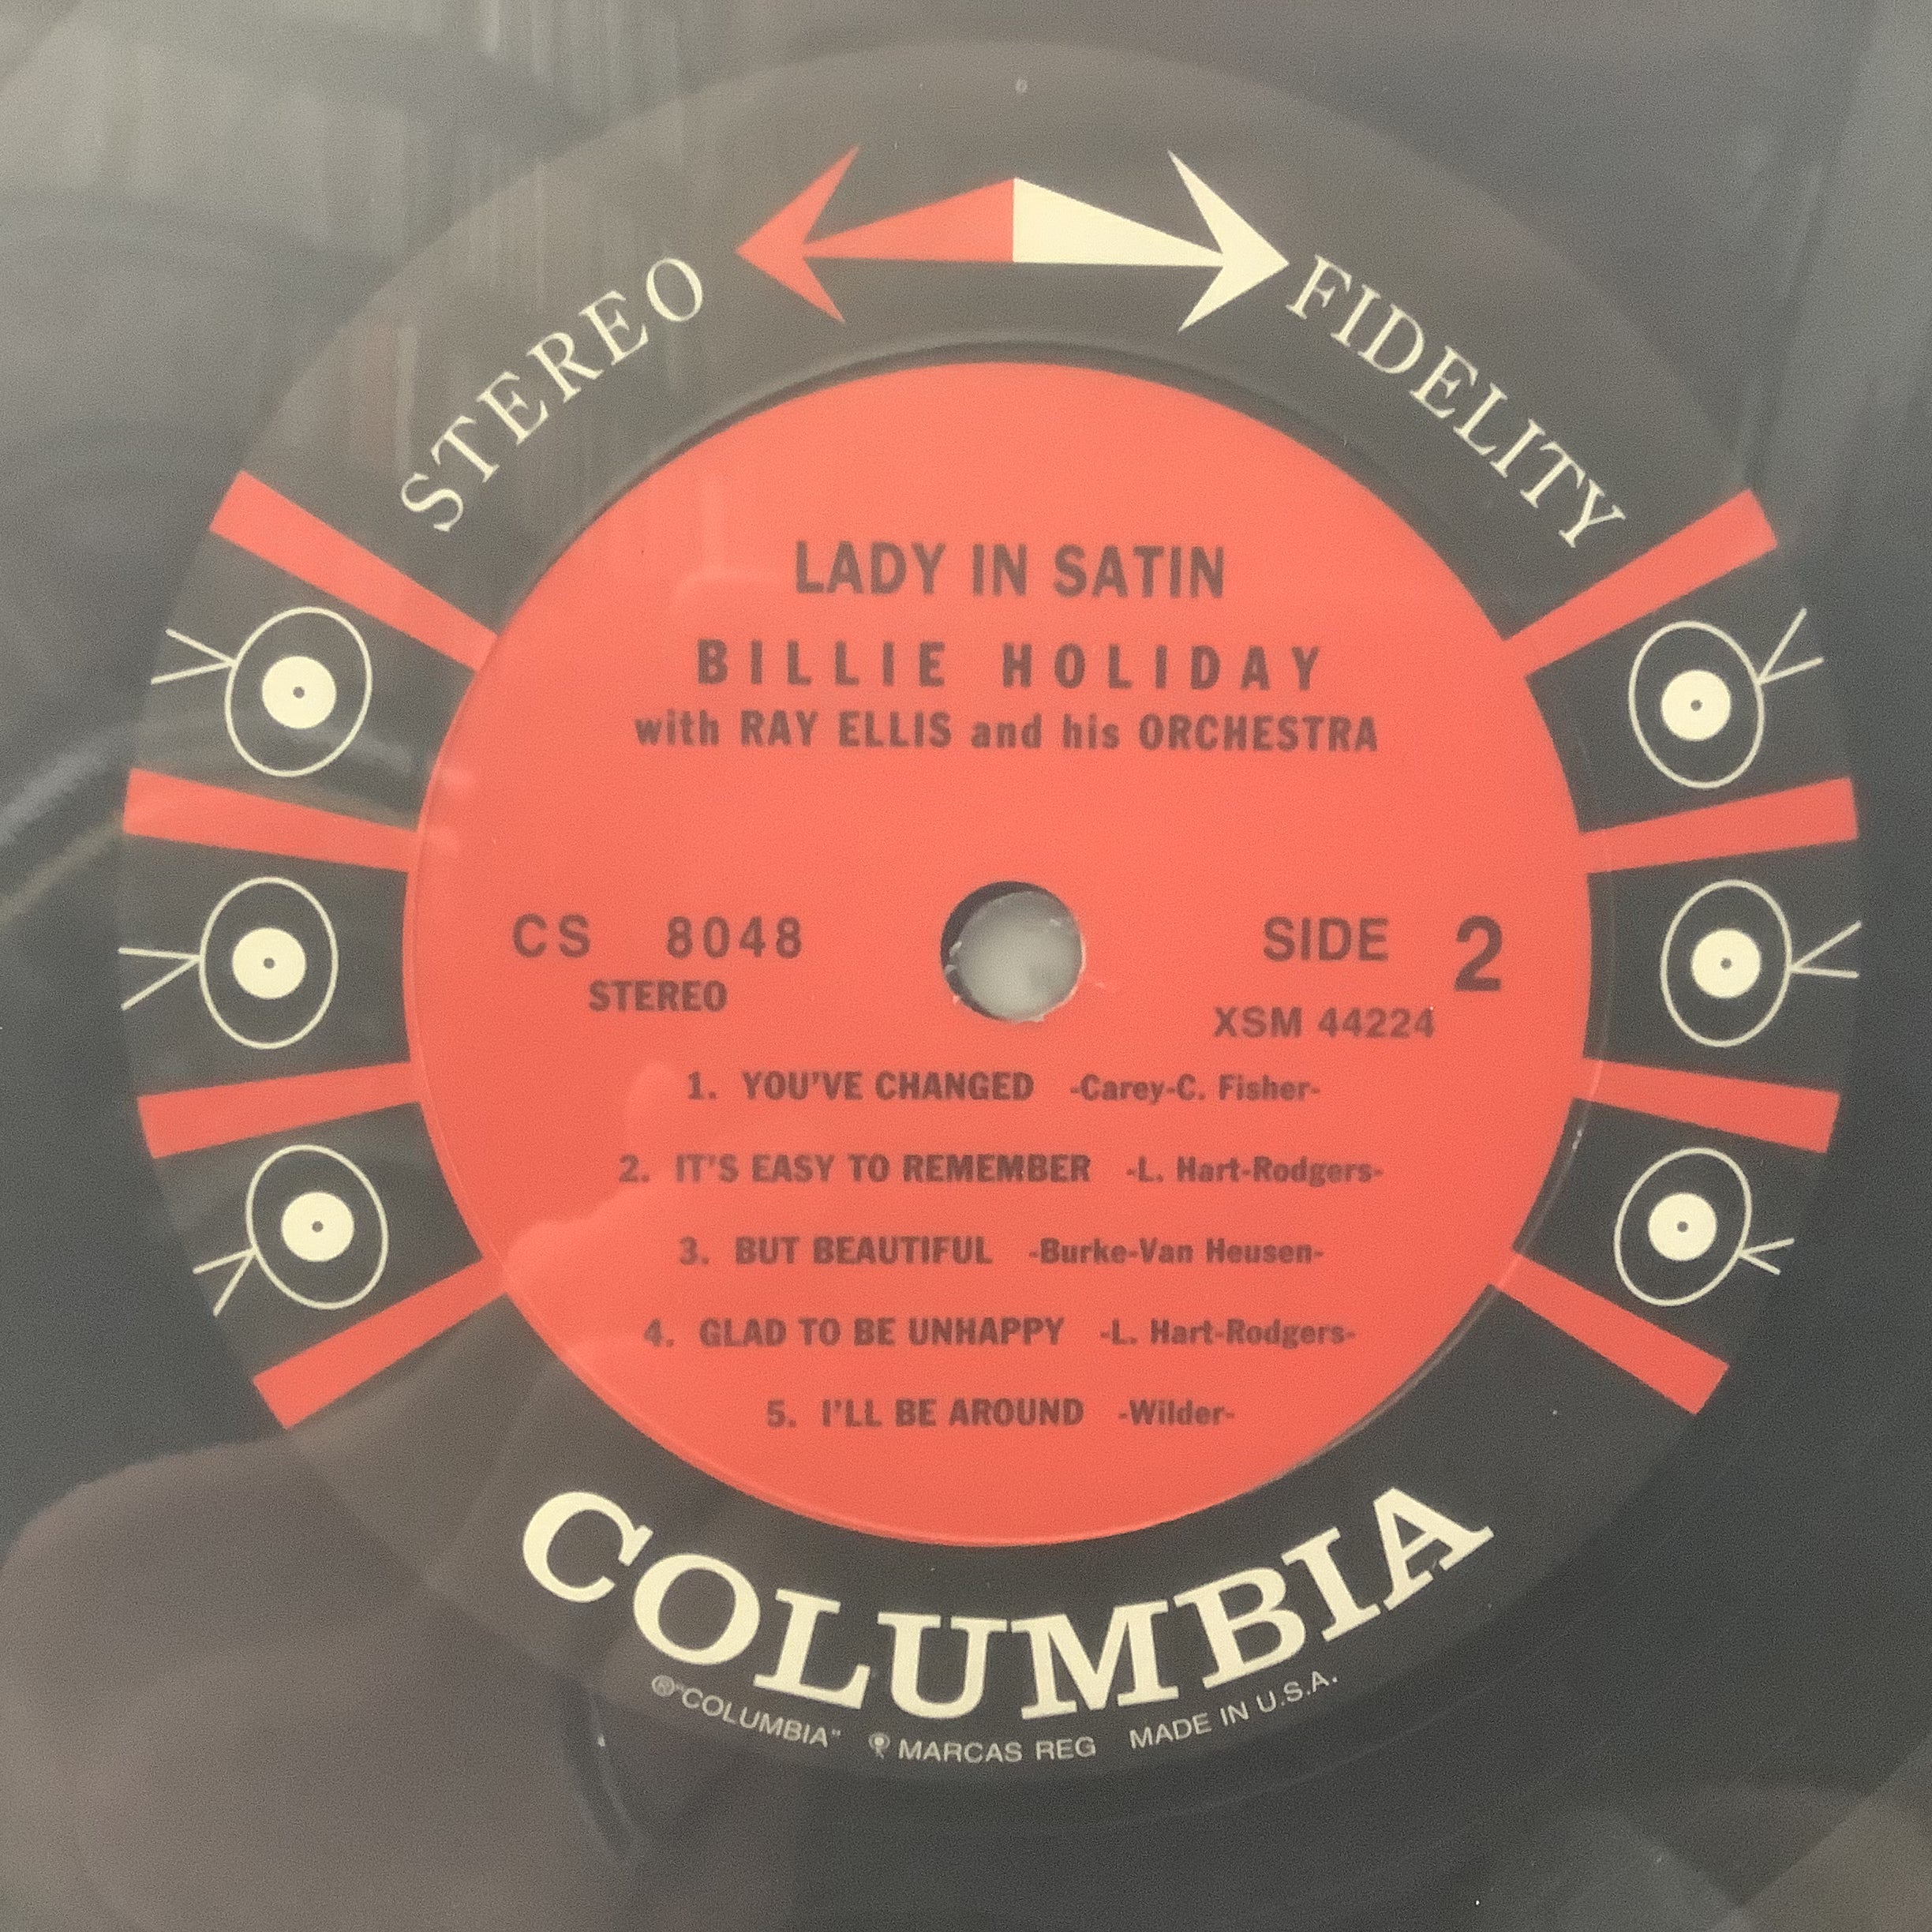 STEREO FIDELITY
LADY IN SATIN
BILLIE HOLIDAY
with RAY ELLIS and his ORCHESTRA
CS 8048
STEREO
SIDE 2
XSM 44224
1. YOU'VE CHANGED -Carey-C. Fisher-
2. IT'S EASY TO REMEMBER -L. Hart-Rodgers-
3. BUT BEAUTIFUL -Burke-Van Heusen-
4. GLAD TO BE UNHAPPY -L. Hart-Rodgers-
5. I'LL BE AROUND -Wilder-
COLUMBIA
®"COLUMBIA" MARCAS REG MADE IN U.S.A.